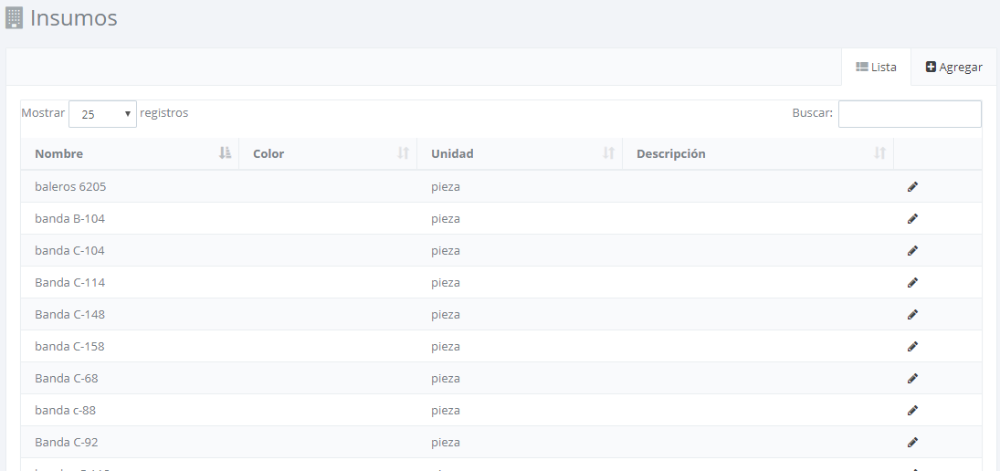 Insumos
Lista Agregar
Mostrar 25 registros Buscar:
Nombre Color Unidad Descripción
baleros 6205 pieza
banda B-104 pieza
banda C-104 pieza
Banda C-114 pieza
Banda C-148 pieza
banda C-158 pieza
Banda C-68 pieza
banda c-88 pieza
Banda C-92 pieza